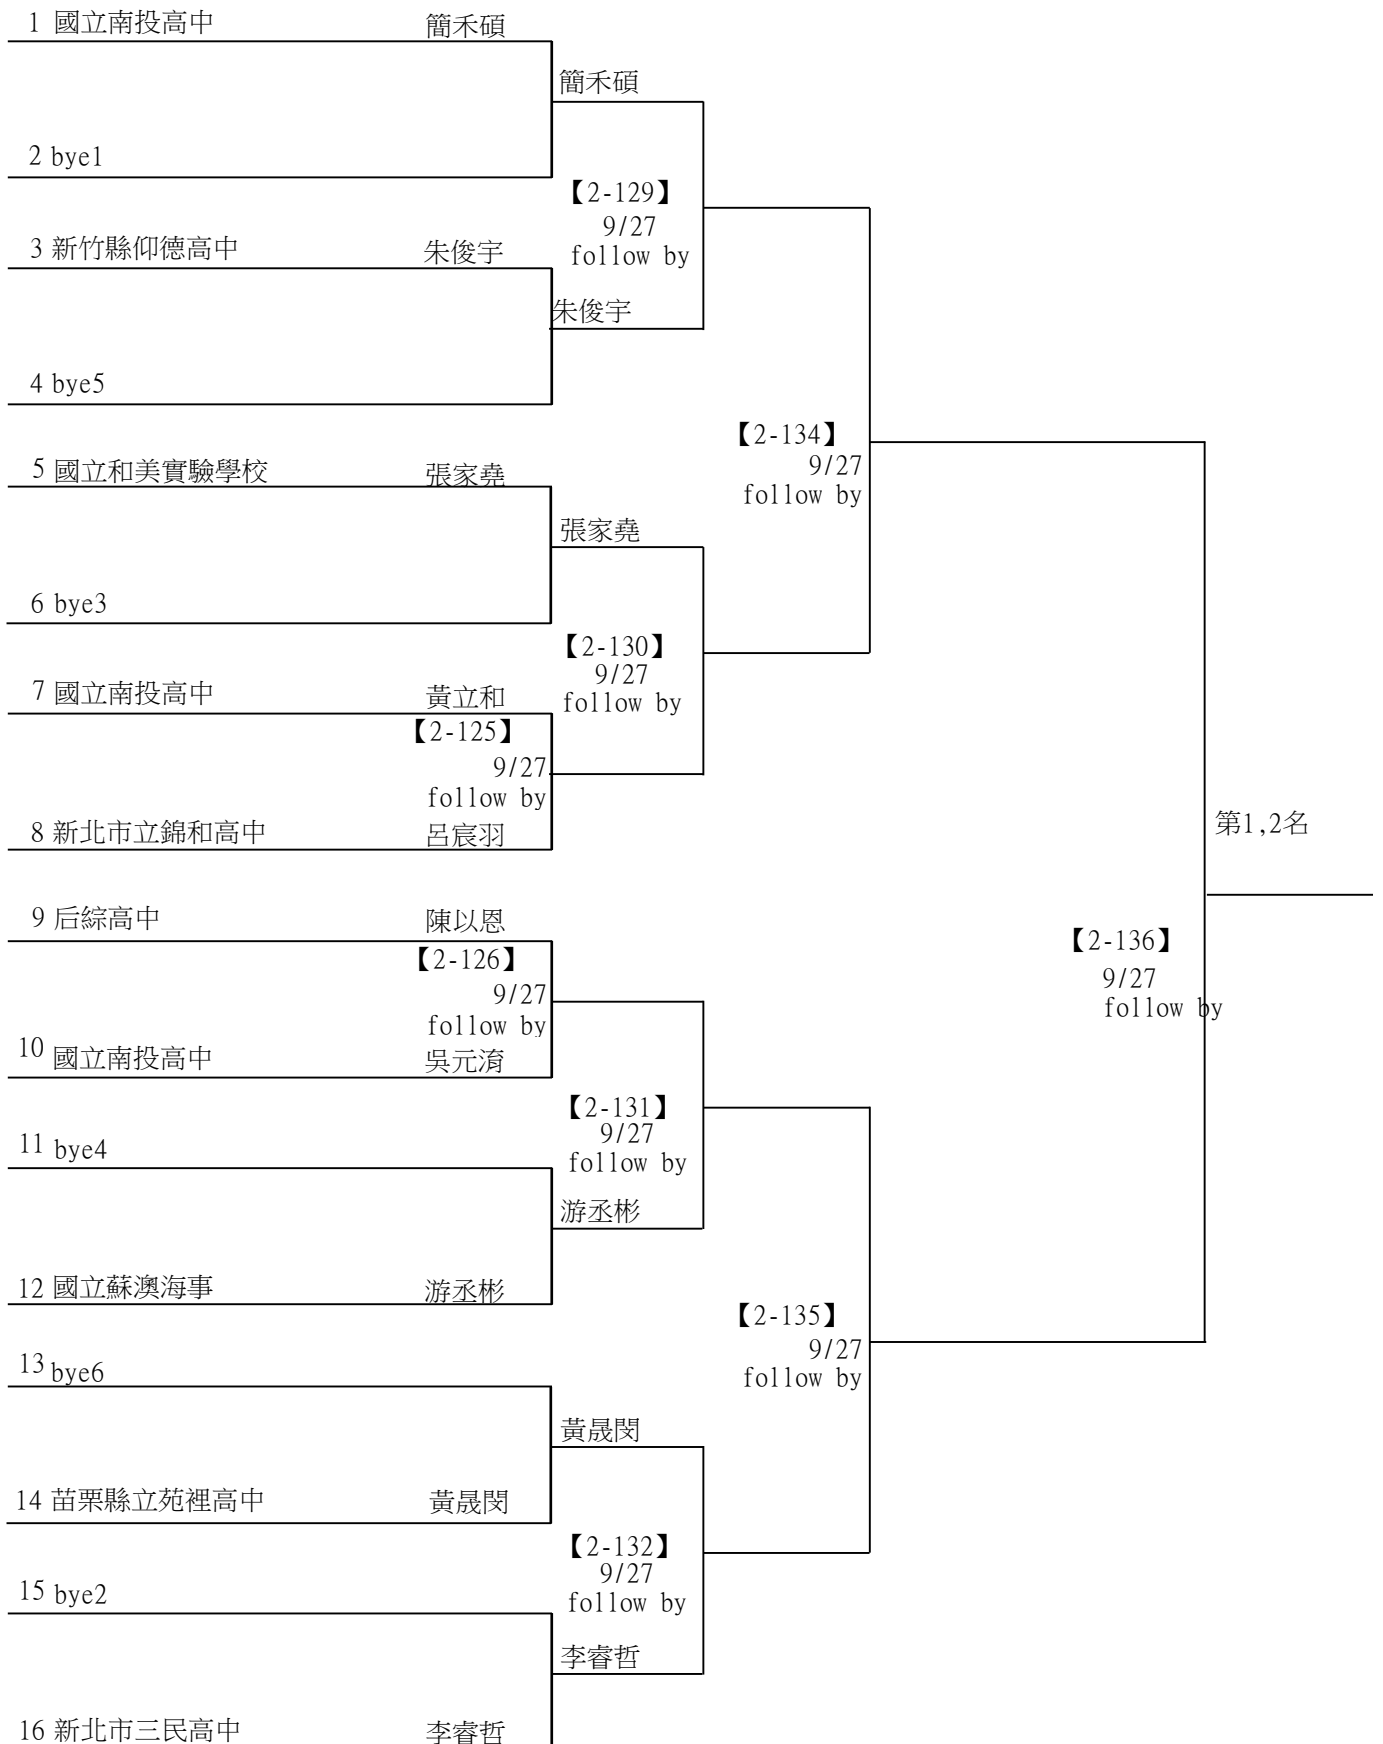 1 國立南投高中 簡禾碩
簡禾碩
2 bye1
【2-129】
9/27
follow by
3 新竹縣仰德高中 朱俊宇
朱俊宇
4 bye5
【2-134】
9/27
follow by
5 國立和美實驗學校 張家堯
張家堯
6 bye3
【2-130】
9/27
follow by
7 國立南投高中 黃立和
【2-125】
9/27
follow by
8 新北市立錦和高中 呂宸羽
第1,2名
9 后綜高中 陳以恩
【2-126】
9/27
follow by
【2-136】
9/27
follow by
10 國立南投高中 吳元淯
【2-131】
9/27
follow by
11 bye4
游丞彬
12 國立蘇澳海事 游丞彬
【2-135】
9/27
follow by
13 bye6
黃晟閔
14 苗栗縣立苑裡高中 黃晟閔
【2-132】
9/27
follow by
15 bye2
李睿哲
16 新北市三民高中 李睿哲